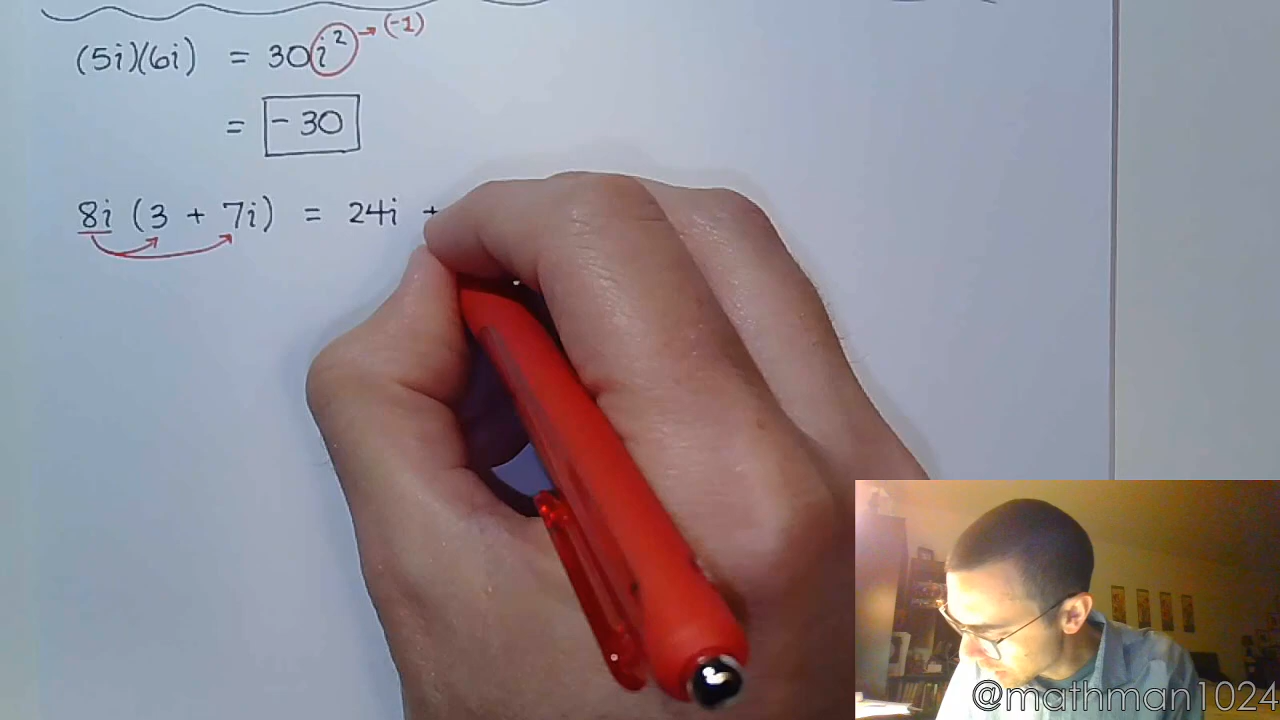 (5i)(6i) = 30i² → (-1)
= -30
8i (3 + 7i) = 24i +
@mathman1024